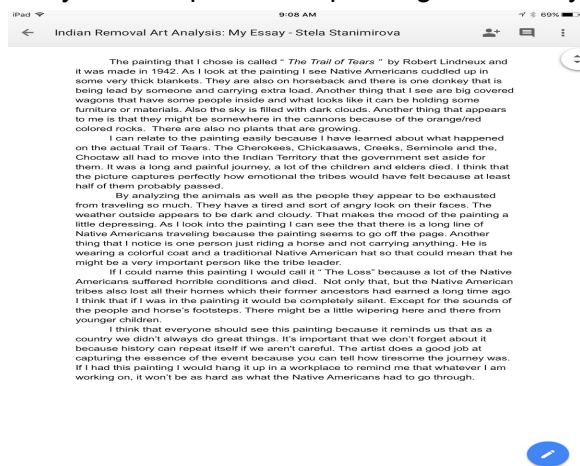 iPad
9:08 AM
69%
Indian Removal Art Analysis: My Essay - Stela Stanimirova
The painting that I chose is called " The Trail of Tears " by Robert Lindneux and
it was made in 1942. As I look at the painting I see Native Americans cuddled up in
some very thick blankets. They are also on horseback and there is one donkey that is
being lead by someone and carrying extra load. Another thing that I see are big covered
wagons that have some people inside and what looks like it can be holding some
furniture or materials. Also the sky is filled with dark clouds. Another thing that appears
to me is that they might be somewhere in the cannons because of the orange/red
colored rocks. There are also no plants that are growing.
I can relate to the painting easily because I have learned about what happened
on the actual Trail of Tears. The Cherokees, Chickasaws, Creeks, Seminole and the,
Choctaw all had to move into the Indian Territory that the government set aside for
them. It was a long and painful journey, a lot of the children and elders died. I think that
the picture captures perfectly how emotional the tribes would have felt because at least
half of them probably passed.
By analyzing the animals as well as the people they appear to be exhausted
from traveling so much. They have a tired and sort of angry look on their faces. The
weather outside appears to be dark and cloudy. That makes the mood of the painting a
little depressing. As I look into the painting I can see the that there is a long line of
Native Americans traveling because the painting seems to go off the page. Another
thing that I notice is one person just riding a horse and not carrying anything. He is
wearing a colorful coat and a traditional Native American hat so that could mean that he
might be a very important person like the tribe leader.
If I could name this painting I would call it " The Loss" because a lot of the Native
Americans suffered horrible conditions and died. Not only that, but the Native American
tribes also lost all their homes which their former ancestors had earned a long time ago
I think that if I was in the painting it would be completely silent. Except for the sounds of
the people and horse's footsteps. There might be a little wipering here and there from
younger children.
I think that everyone should see this painting because it reminds us that as a
country we didn't always do great things. It's important that we don't forget about it
because history can repeat itself if we aren't careful. The artist does a good job at
capturing the essence of the event because you can tell how tiresome the journey was.
If I had this painting I would hang it up in a workplace to remind me that whatever I am
working on, it won't be as hard as what the Native Americans had to go through.